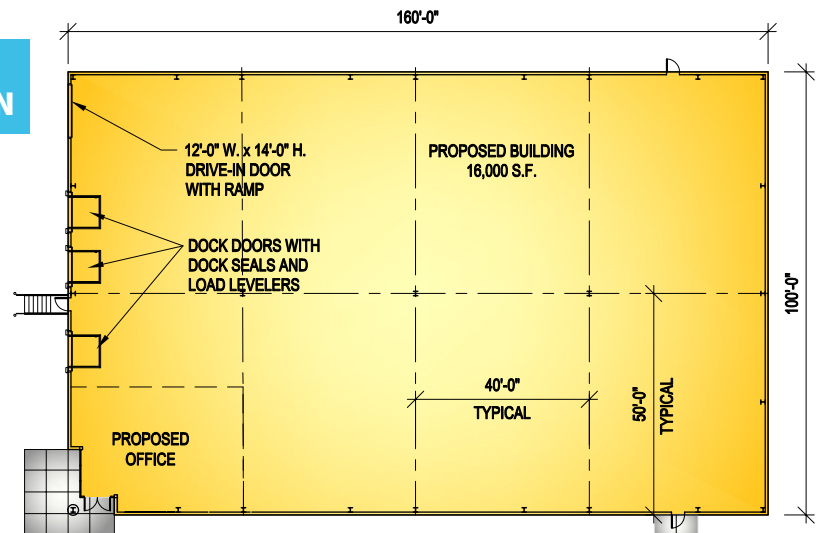 160'-0"
N
12'-0" W. x 14'-0" H.
DRIVE-IN DOOR
WITH RAMP
PROPOSED BUILDING
16,000 S.F.
DOCK DOORS WITH
DOCK SEALS AND
LOAD LEVELERS
100'-0"
40'-0"
TYPICAL
50'-0"
TYPICAL
PROPOSED
OFFICE